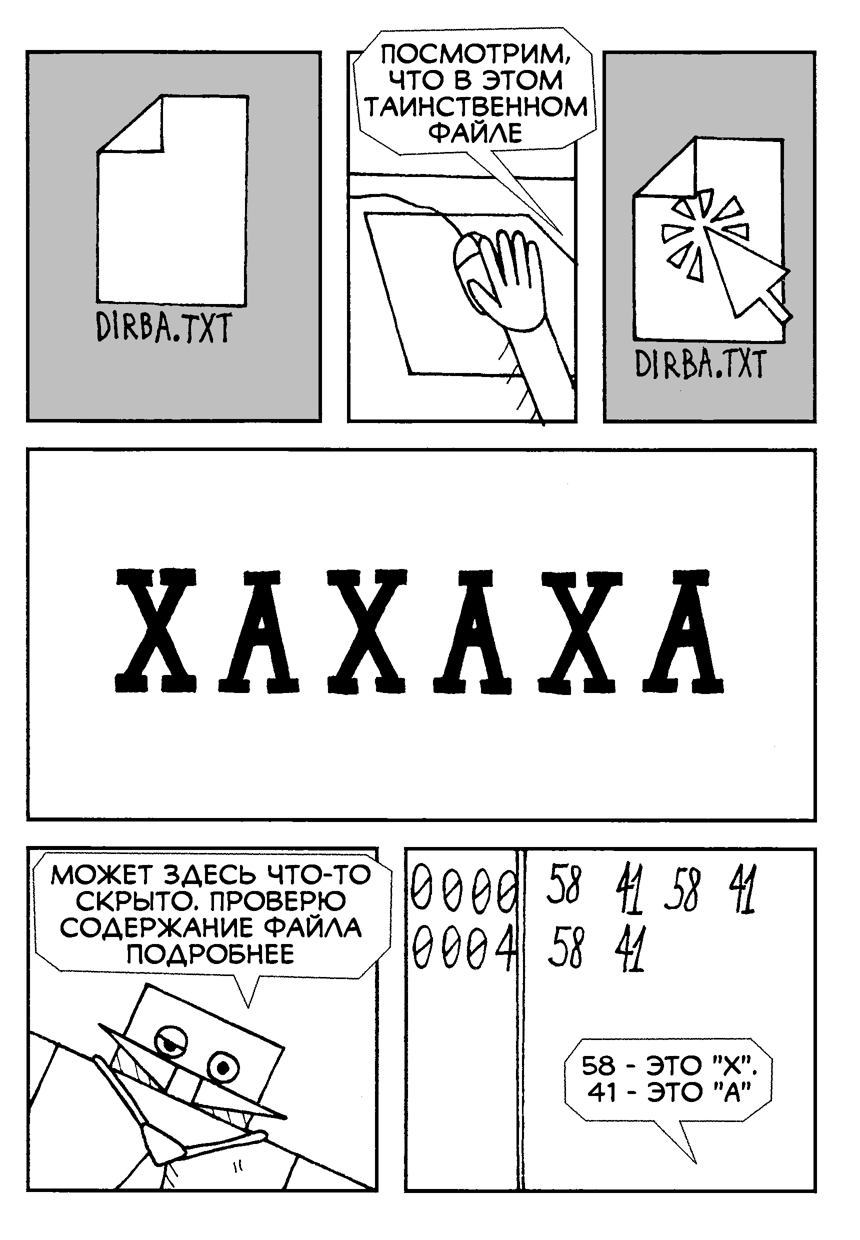 DIRBA.TXT
ПОСМОТРИМ,
ЧТО В ЭТОМ
ТАИНСТВЕННОМ
ФАЙЛЕ
DIRBA.TXT
XAXAXA
МОЖЕТ ЗДЕСЬ ЧТО-ТО
СКРЫТО. ПРОВЕРЮ
СОДЕРЖАНИЕ ФАЙЛА
ПОДРОБНЕЕ
0000 58 41 58 41
0004 58 41
58 - ЭТО "X".
41 - ЭТО "A"